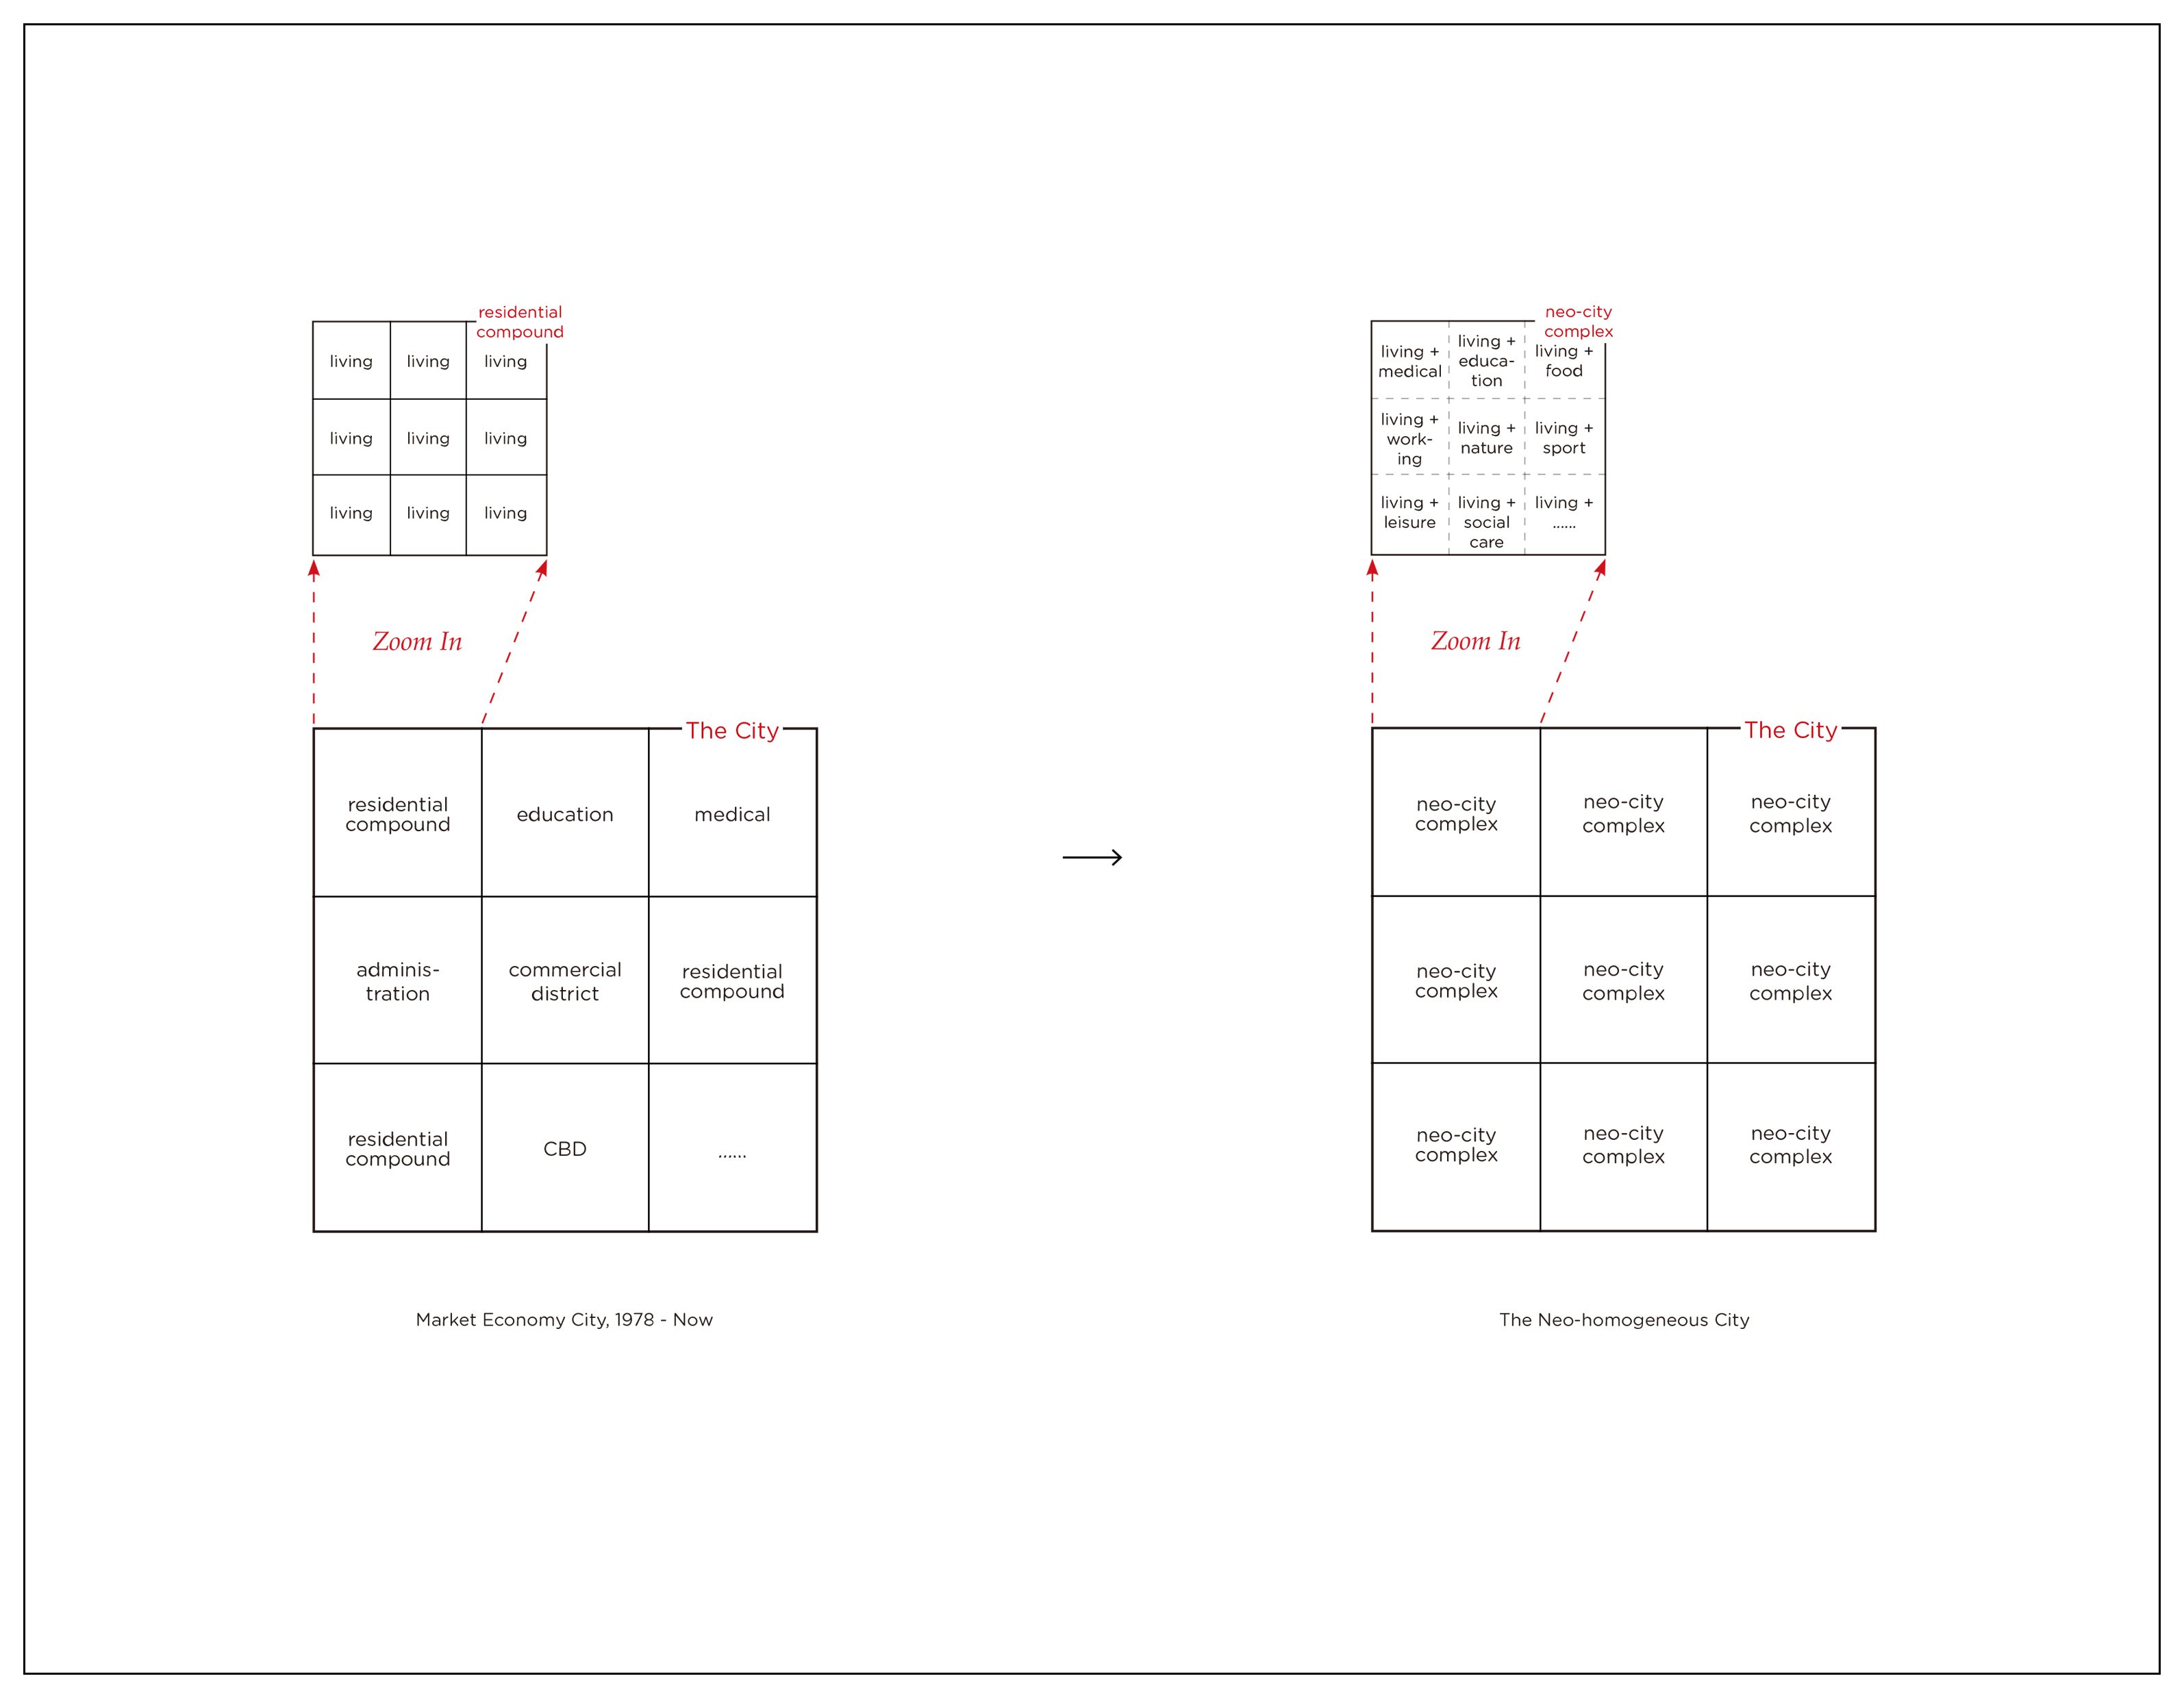 residential
compound
living
living
living
living
living
living
living
living
living
Zoom In
The City
residential
compound
education
medical
adminis-
tration
commercial
district
residential
compound
residential
compound
CBD
......
Market Economy City, 1978 - Now
neo-city
complex
living +
medical
living +
educa-
tion
living +
food
living +
work-
ing
living +
nature
living +
sport
living +
leisure
living +
social
care
living +
......
Zoom In
The City
neo-city
complex
neo-city
complex
neo-city
complex
neo-city
complex
neo-city
complex
neo-city
complex
neo-city
complex
neo-city
complex
neo-city
complex
The Neo-homogeneous City